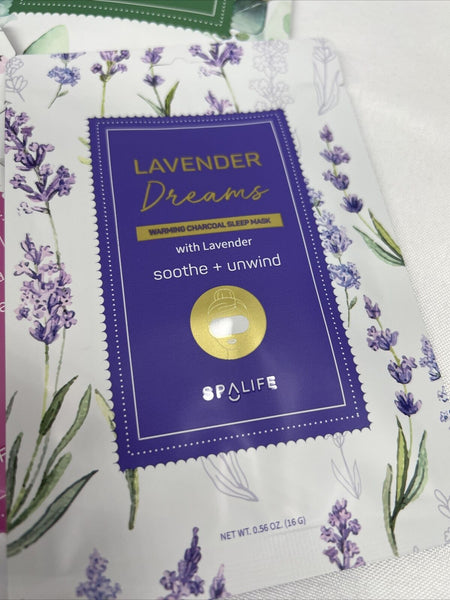 LAVENDER
Dreams
WARMING CHARCOAL SLEEP MASK
with Lavender
soothe + unwind
SPALIFE
NET WT. 0.56 OZ. (16 G)